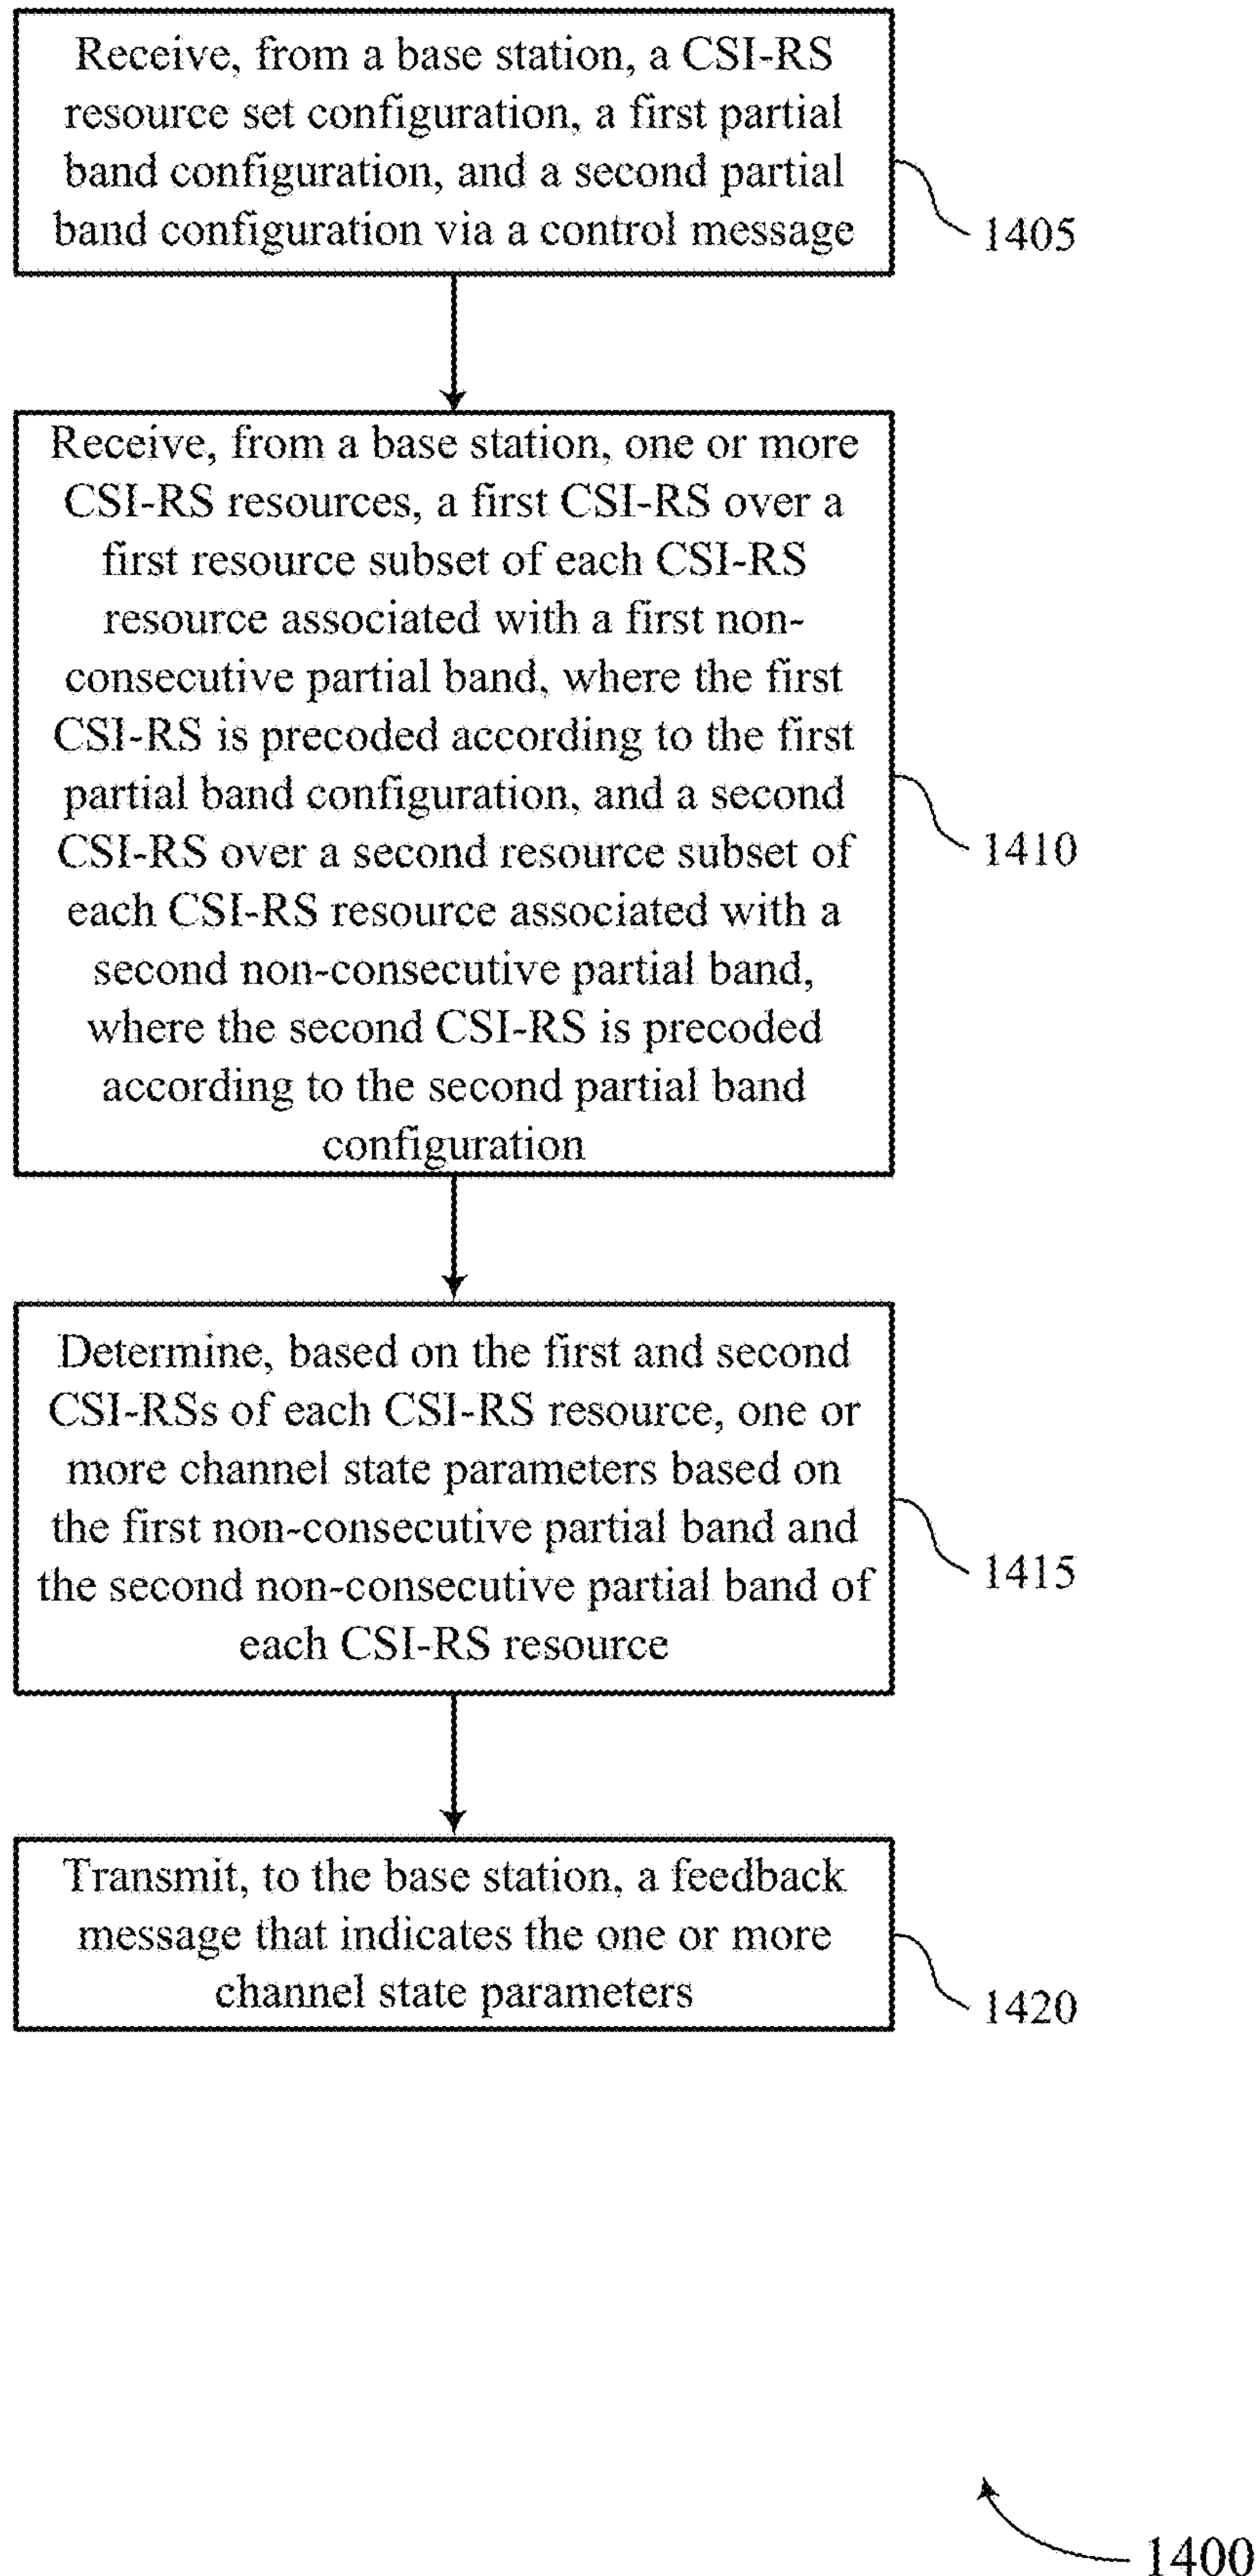 Receive, from a base station, a CSI-RS
resource set configuration, a first partial
band configuration, and a second partial
band configuration via a control message
1405
Receive, from a base station, one or more
CSI-RS resources, a first CSI-RS over a
first resource subset of each CSI-RS
resource associated with a first non-
consecutive partial band, where the first
CSI-RS is precoded according to the first
partial band configuration, and a second
CSI-RS over a second resource subset of
each CSI-RS resource associated with a
second non-consecutive partial band,
where the second CSI-RS is precoded
according to the second partial band
configuration
1410
Determine, based on the first and second
CSI-RSs of each CSI-RS resource, one or
more channel state parameters based on
the first non-consecutive partial band and
the second non-consecutive partial band of
each CSI-RS resource
1415
Transmit, to the base station, a feedback
message that indicates the one or more
channel state parameters
1420
1400